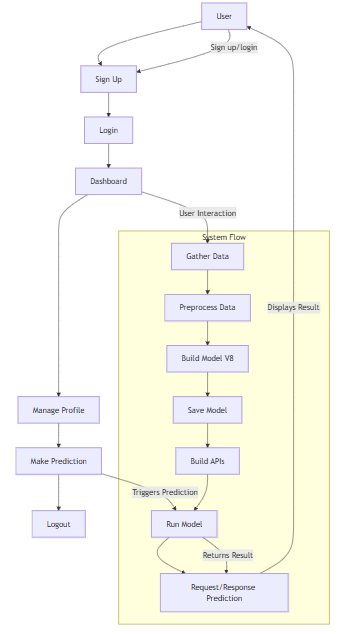 User
Sign up/login
Sign Up
Login
Dashboard
User Interaction
System Flow
Gather Data
Preprocess Data
Displays Result
Build Model V8
Manage Profile
Save Model
Make Prediction
Build APIs
Triggers Prediction
Logout
Run Model
Returns Result
Request/Response
Prediction